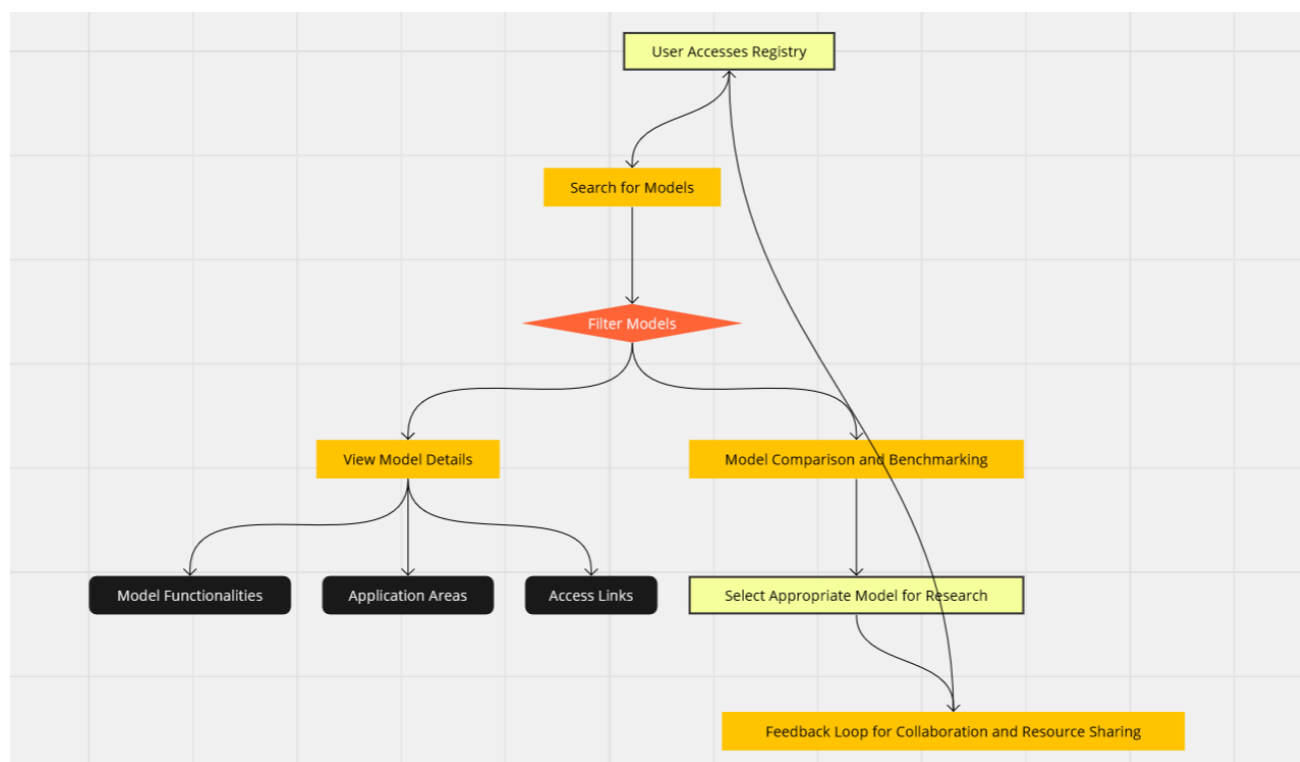 User Accesses Registry
Search for Models
Filter Models
View Model Details
Model Comparison and Benchmarking
Model Functionalities
Application Areas
Access Links
Select Appropriate Model for Research
Feedback Loop for Collaboration and Resource Sharing